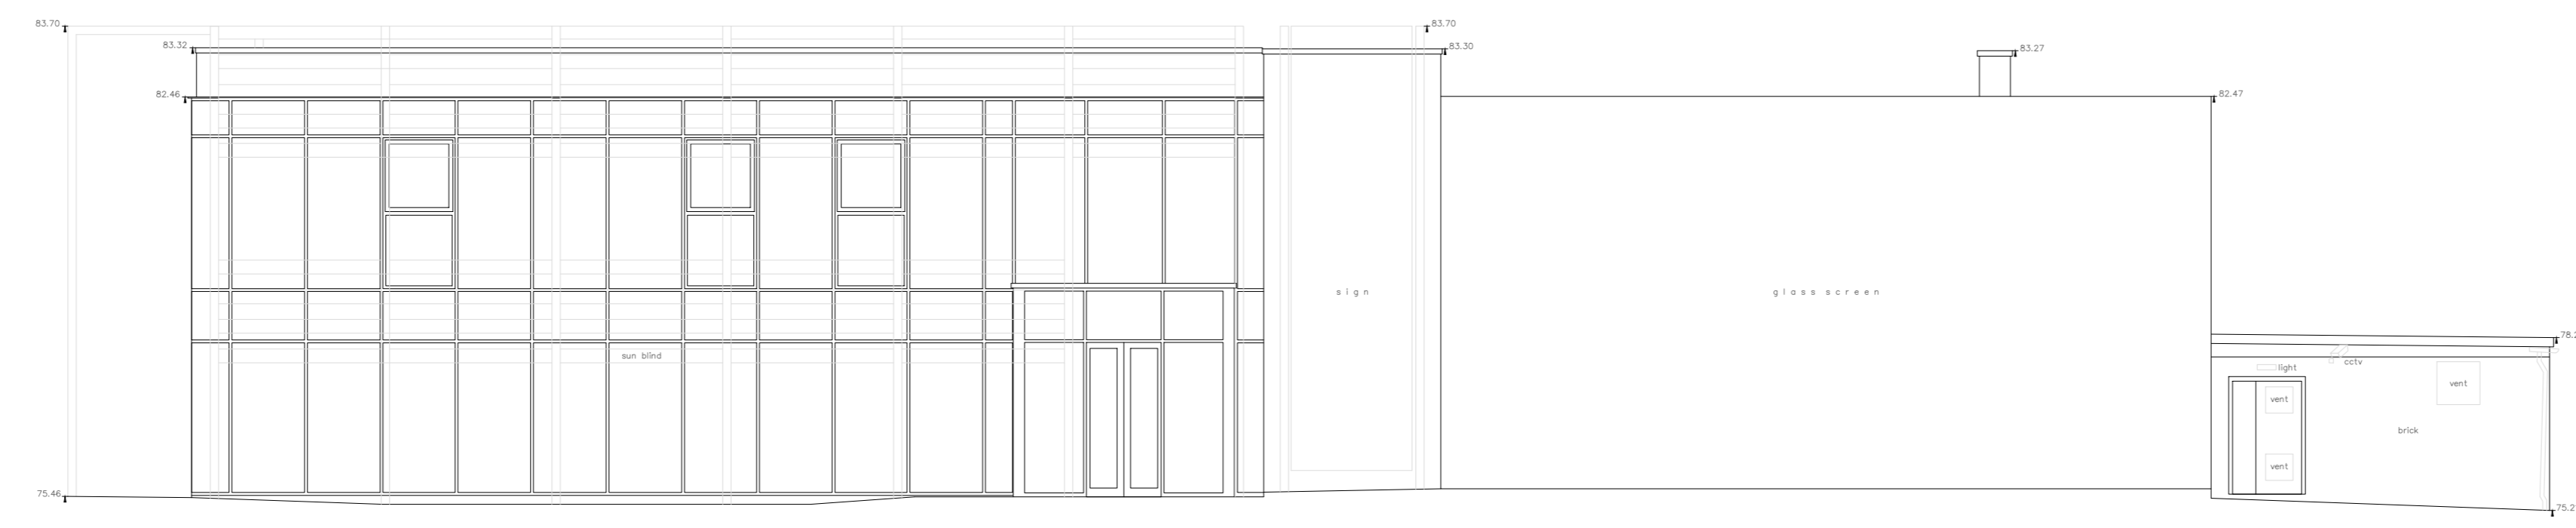 83.70
83.70
83.32
83.30
83.27
82.46
82.47
sign
glass screen
sun blind
cctv
light
vent
vent
brick
vent
75.46